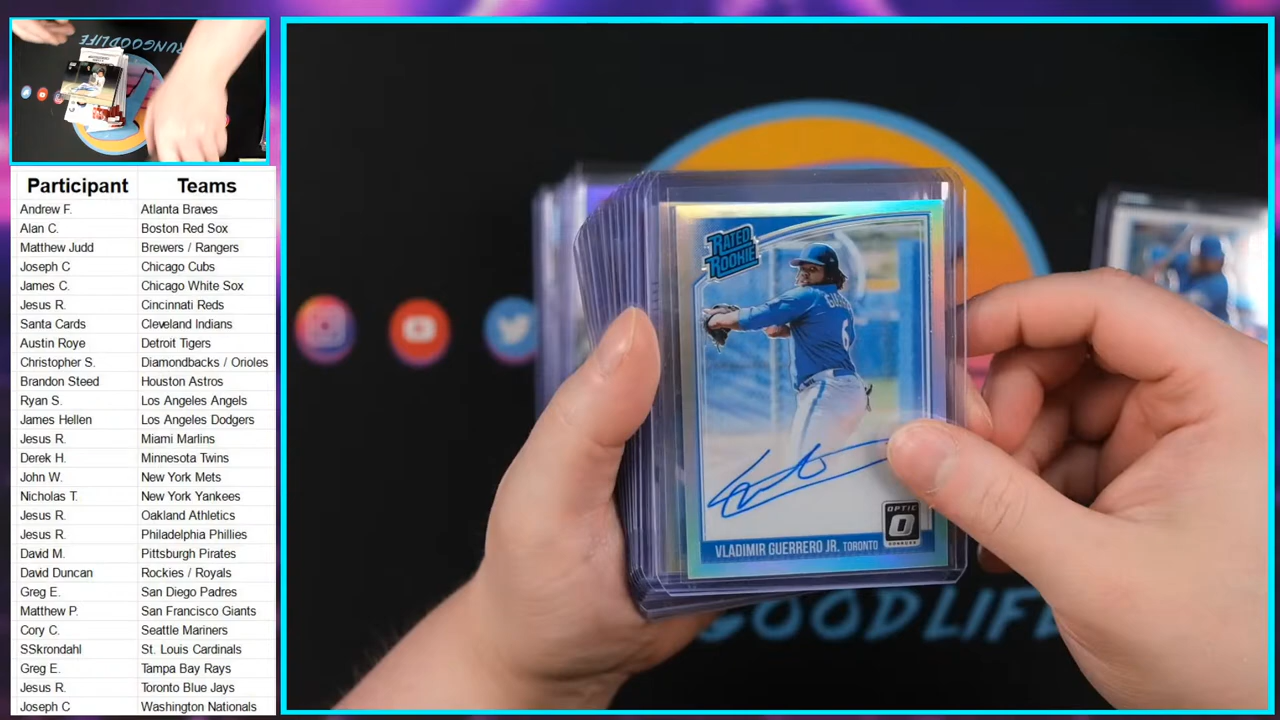 RUNGOODLIFE
Participant Teams
Andrew F. Atlanta Braves
Alan C. Boston Red Sox
Matthew Judd Brewers / Rangers
Joseph C Chicago Cubs
James C. Chicago White Sox
Jesus R. Cincinnati Reds
Santa Cards Cleveland Indians
Austin Roye Detroit Tigers
Christopher S. Diamondbacks / Orioles
Brandon Steed Houston Astros
Ryan S. Los Angeles Angels
James Hellen Los Angeles Dodgers
Jesus R. Miami Marlins
Derek H. Minnesota Twins
John W. New York Mets
Nicholas T. New York Yankees
Jesus R. Oakland Athletics
Jesus R. Philadelphia Phillies
David M. Pittsburgh Pirates
David Duncan Rockies / Royals
Greg E. San Diego Padres
Matthew P. San Francisco Giants
Cory C. Seattle Mariners
SSkrondahl St. Louis Cardinals
Greg E. Tampa Bay Rays
Jesus R. Toronto Blue Jays
Joseph C Washington Nationals
RATED
ROOKIE
6
OPTIC
VLADIMIR GUERRERO JR. TORONTO
GOODLIFE